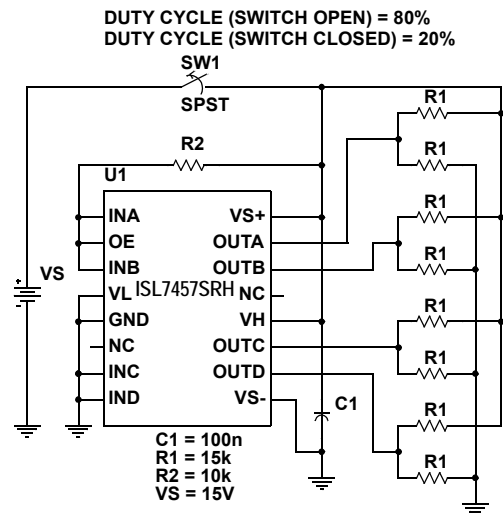 DUTY CYCLE (SWITCH OPEN) = 80%
DUTY CYCLE (SWITCH CLOSED) = 20%
SW1
SPST
R1
R2
R1
U1
INA
VS+
OE
OUTA
R1
INB
OUTB
R1
VS
VL
ISL7457SRH
NC
GND
VH
R1
NC
OUTC
R1
INC
OUTD
IND
VS-
C1
R1
R1
C1 = 100n
R1 = 15k
R2 = 10k
VS = 15V